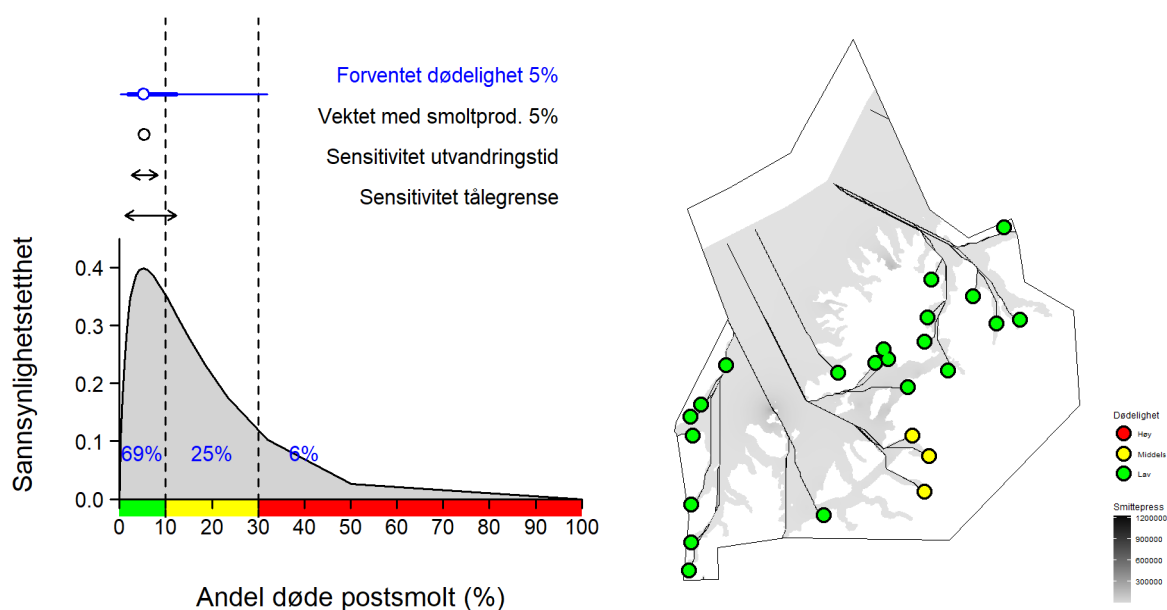 Forventet dødelighet 5%
Vektet med smoltprod. 5%
Sensitivitet utvandringstid
Sensitivitet tålegrense
Sannsynlighetstetthet
0.4
0.3
0.2
0.1
0.0
69%
25%
6%
0 10 20 30 40 50 60 70 80 90 100
Andel døde postsmolt (%)
Dødelighet
Høy
Middels
Lav
Smittepress
1200000
900000
600000
300000